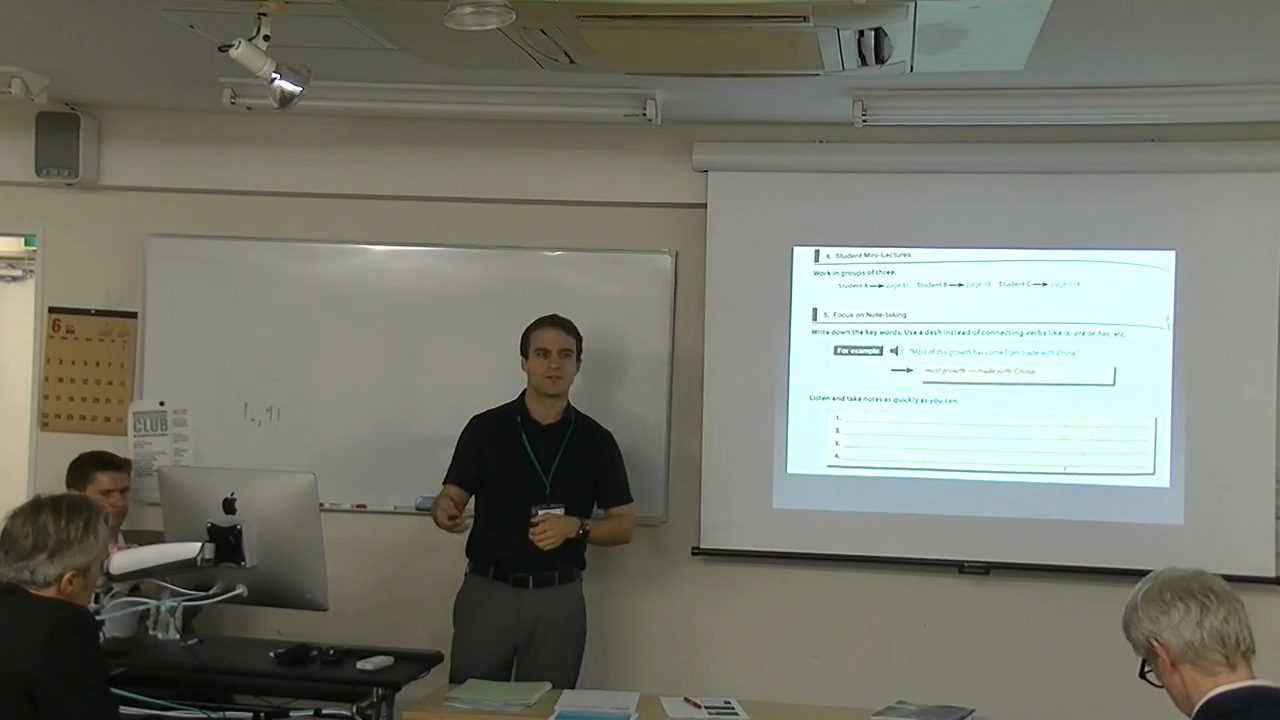 6
CLUB
4. Student Mini-Lectures
Work in groups of three.
Student A → page 81 Student B → page Student C → page 114
5. Focus on Note-taking
Write down the key words. Use a dash instead of connecting verbs like is, are or has, etc.
For example "Most of this growth has come from trade with China"
→ most growth — trade with China
Listen and take notes as quickly as you can.
1.
2.
3.
4.